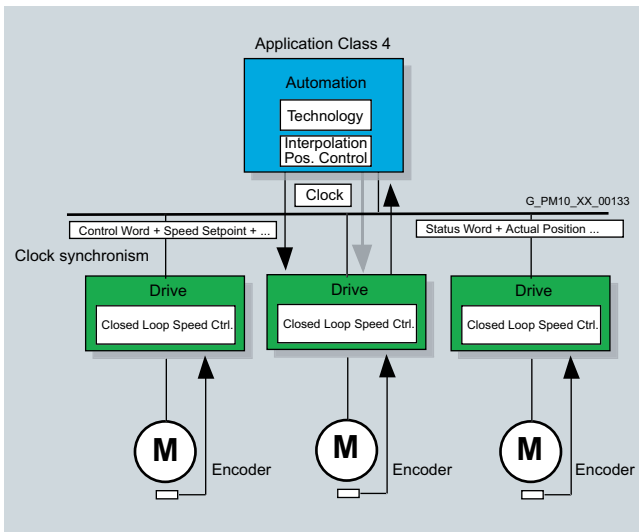 Application Class 4
Automation
Technology
Interpolation
Pos. Control
Clock
G_PM10_XX_00133
Control Word + Speed Setpoint + ...
Status Word + Actual Position ...
Clock synchronism
Drive
Drive
Drive
Closed Loop Speed Ctrl.
Closed Loop Speed Ctrl.
Closed Loop Speed Ctrl.
M
M
M
Encoder
Encoder
Encoder